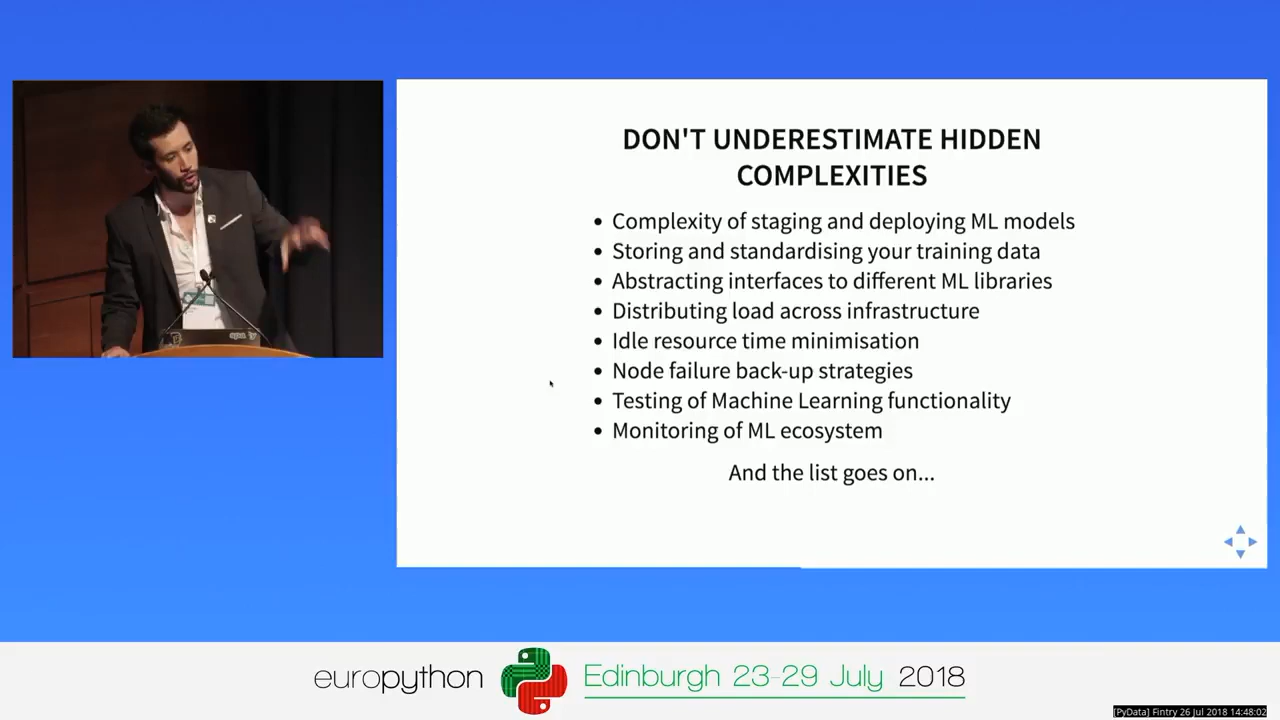 DON'T UNDERESTIMATE HIDDEN
COMPLEXITIES
• Complexity of staging and deploying ML models
• Storing and standardising your training data
• Abstracting interfaces to different ML libraries
• Distributing load across infrastructure
• Idle resource time minimisation
• Node failure back-up strategies
• Testing of Machine Learning functionality
• Monitoring of ML ecosystem
And the list goes on...
europython Edinburgh 23-29 July 2018
[PyData] Fintry 26 Jul 2018 14:48:02